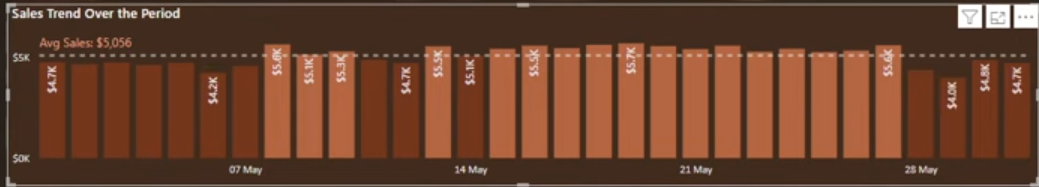 Sales Trend Over the Period
Avg Sales: $5,056
$5K
$4.7K
$4.2K
$5.6K
$5.1K
$5.3K
$4.7K
$5.5K
$5.1K
$5.5K
$5.7K
$5.6K
$4.0K
$4.8K
$4.7K
$0K
07 May
14 May
21 May
28 May